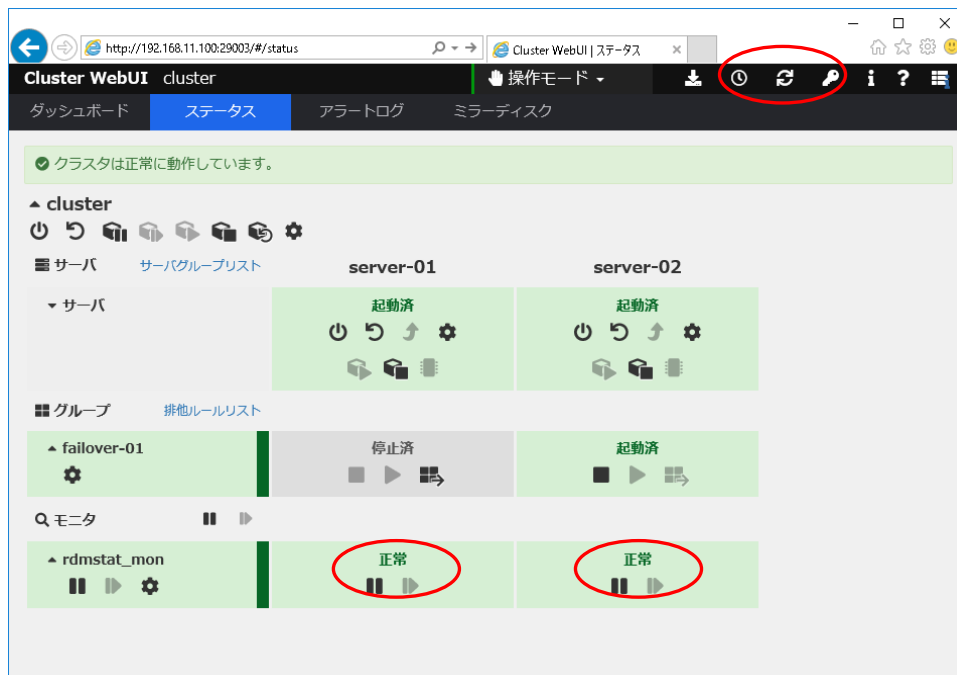 http://192.168.11.100:29003/#/status
Cluster WebUI | ステータス
Cluster WebUI cluster 操作モード
ダッシュボード ステータス アラートログ ミラーディスク
クラスタは正常に動作しています。
cluster
サーバ サーバグループリスト server-01 server-02
サーバ 起動済 起動済
グループ 排他ルールリスト
failover-01 停止済 起動済
モニタ
rdmstat_mon 正常 正常